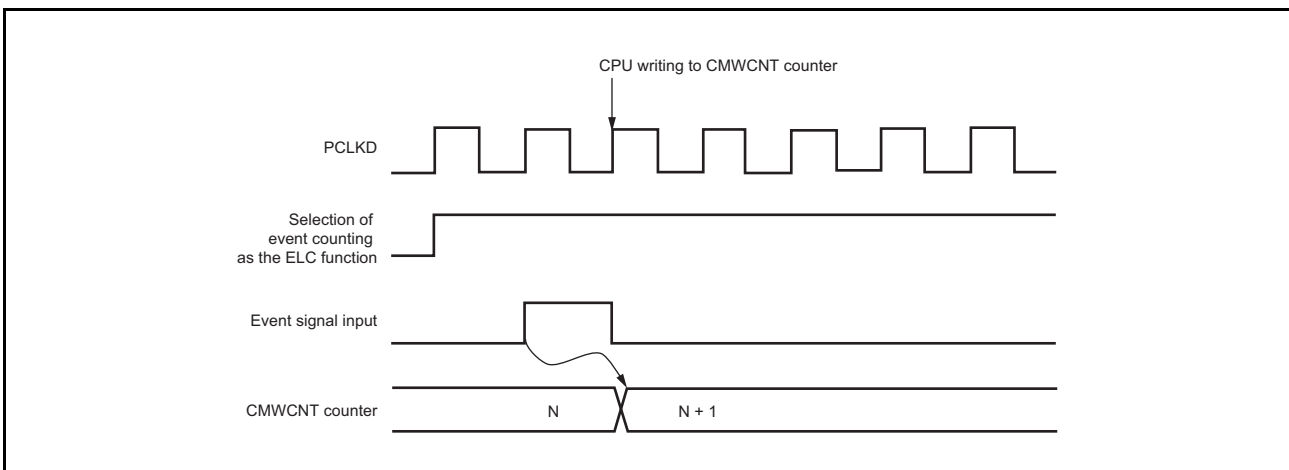 CPU writing to CMWCNT counter
PCLKD
Selection of
event counting
as the ELC function
Event signal input
CMWCNT counter
N
N + 1